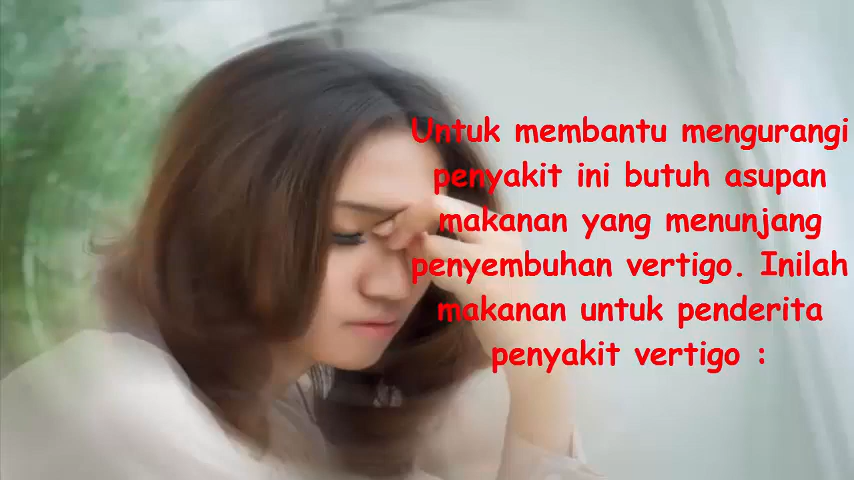 Untuk membantu mengurangi
penyakit ini butuh asupan
makanan yang menunjang
penyembuhan vertigo. Inilah
makanan untuk penderita
penyakit vertigo :